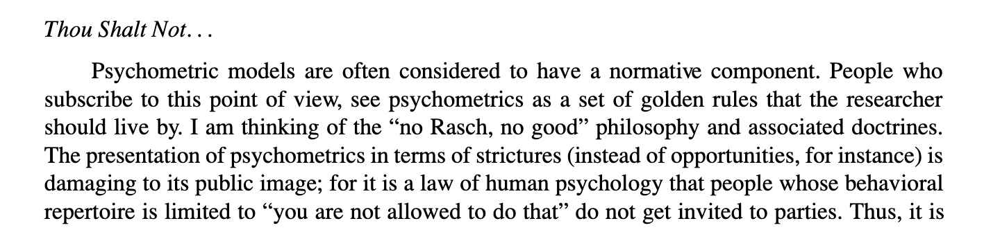 Thou Shalt Not. . .
Psychometric models are often considered to have a normative component. People who
subscribe to this point of view, see psychometrics as a set of golden rules that the researcher
should live by. I am thinking of the “no Rasch, no good” philosophy and associated doctrines.
The presentation of psychometrics in terms of strictures (instead of opportunities, for instance) is
damaging to its public image; for it is a law of human psychology that people whose behavioral
repertoire is limited to “you are not allowed to do that” do not get invited to parties. Thus, it is